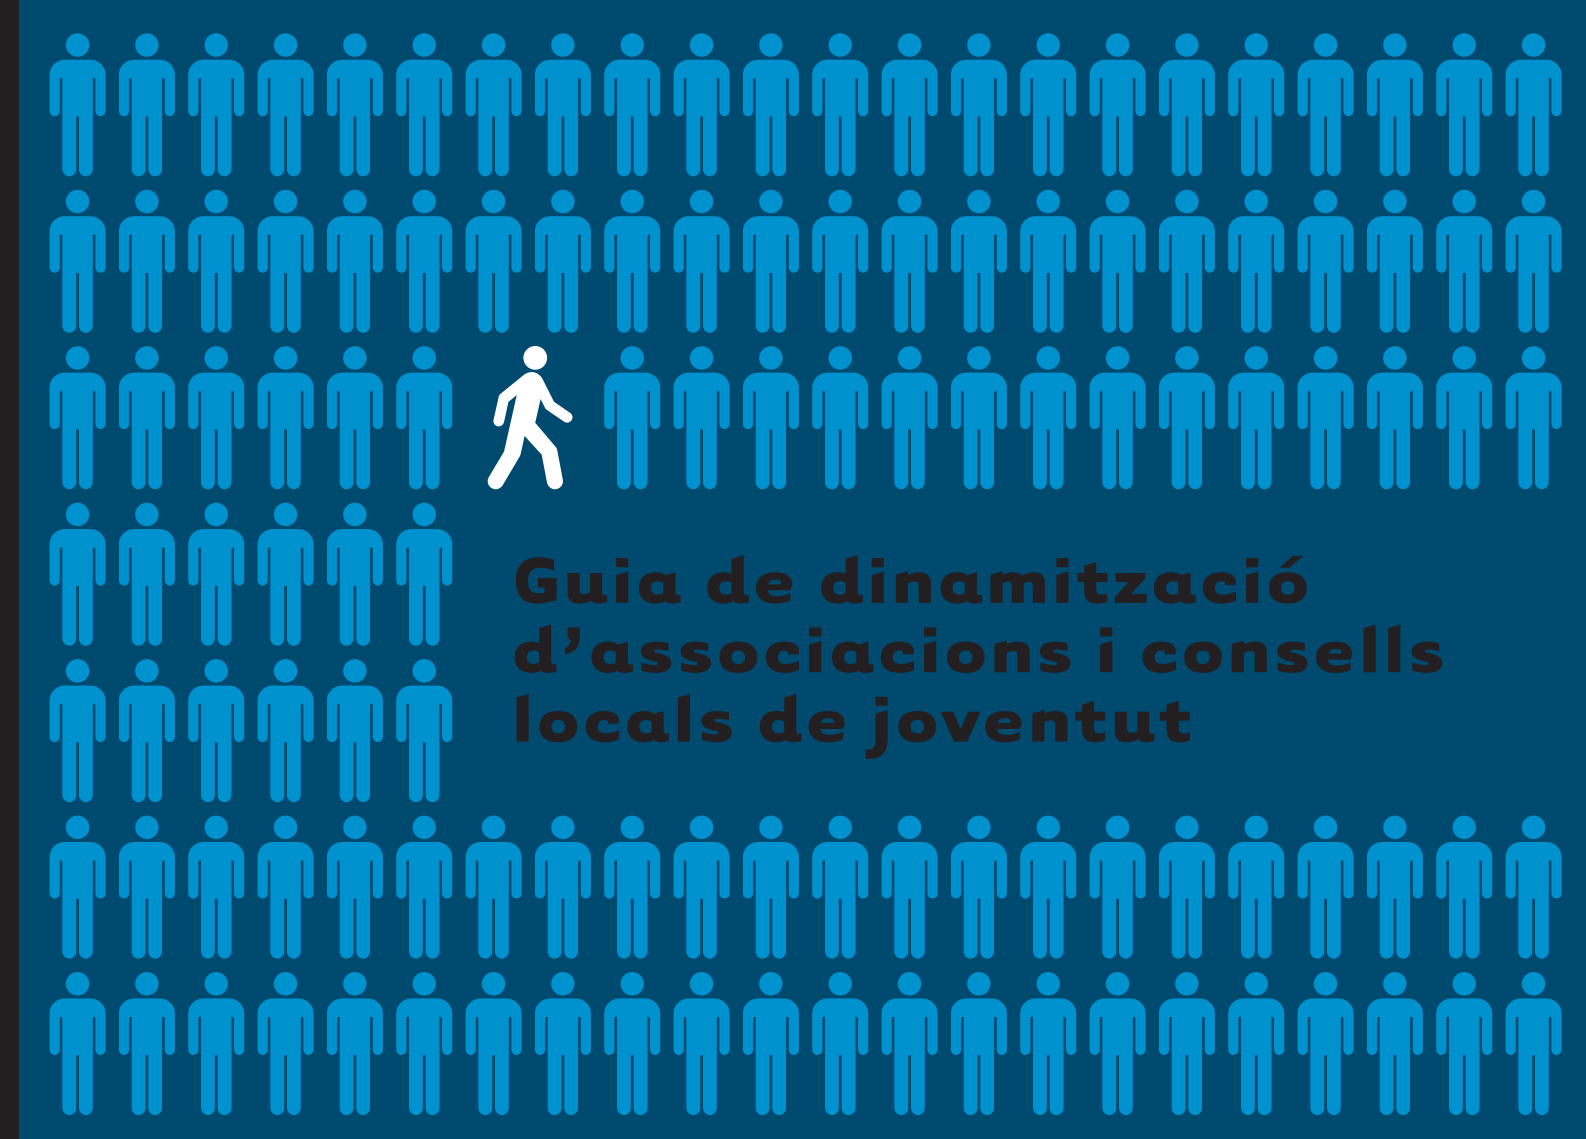 Guia de dinamització
d’associacions i consells
locals de joventut